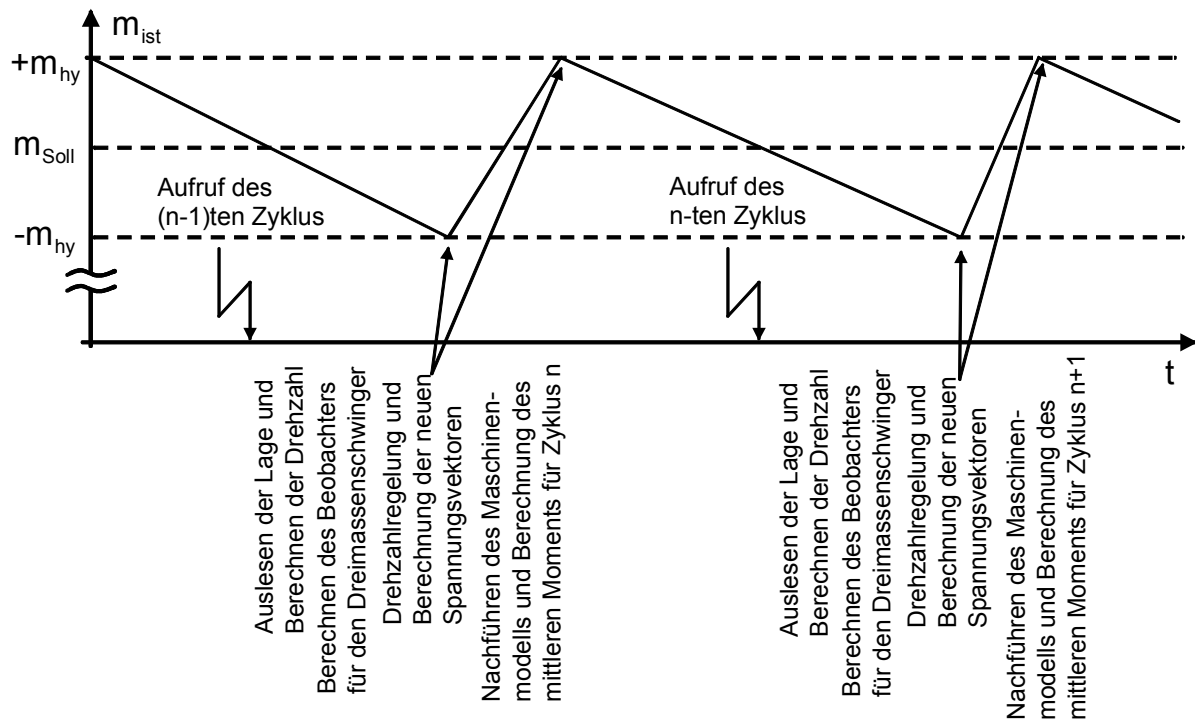 m_ist
+m_hy
m_Soll
-m_hy
Aufruf des
(n-1)ten Zyklus
Aufruf des
n-ten Zyklus
t
Auslesen der Lage und
Berechnen der Drehzahl
Berechnen des Beobachters
für den Dreimassenschwinger
Drehzahlregelung und
Berechnung der neuen
Spannungsvektoren
Nachführen des Maschinen-
modells und Berechnung des
mittleren Moments für Zyklus n
Auslesen der Lage und
Berechnen der Drehzahl
Berechnen des Beobachters
für den Dreimassenschwinger
Drehzahlregelung und
Berechnung der neuen
Spannungsvektoren
Nachführen des Maschinen-
modells und Berechnung des
mittleren Moments für Zyklus n+1